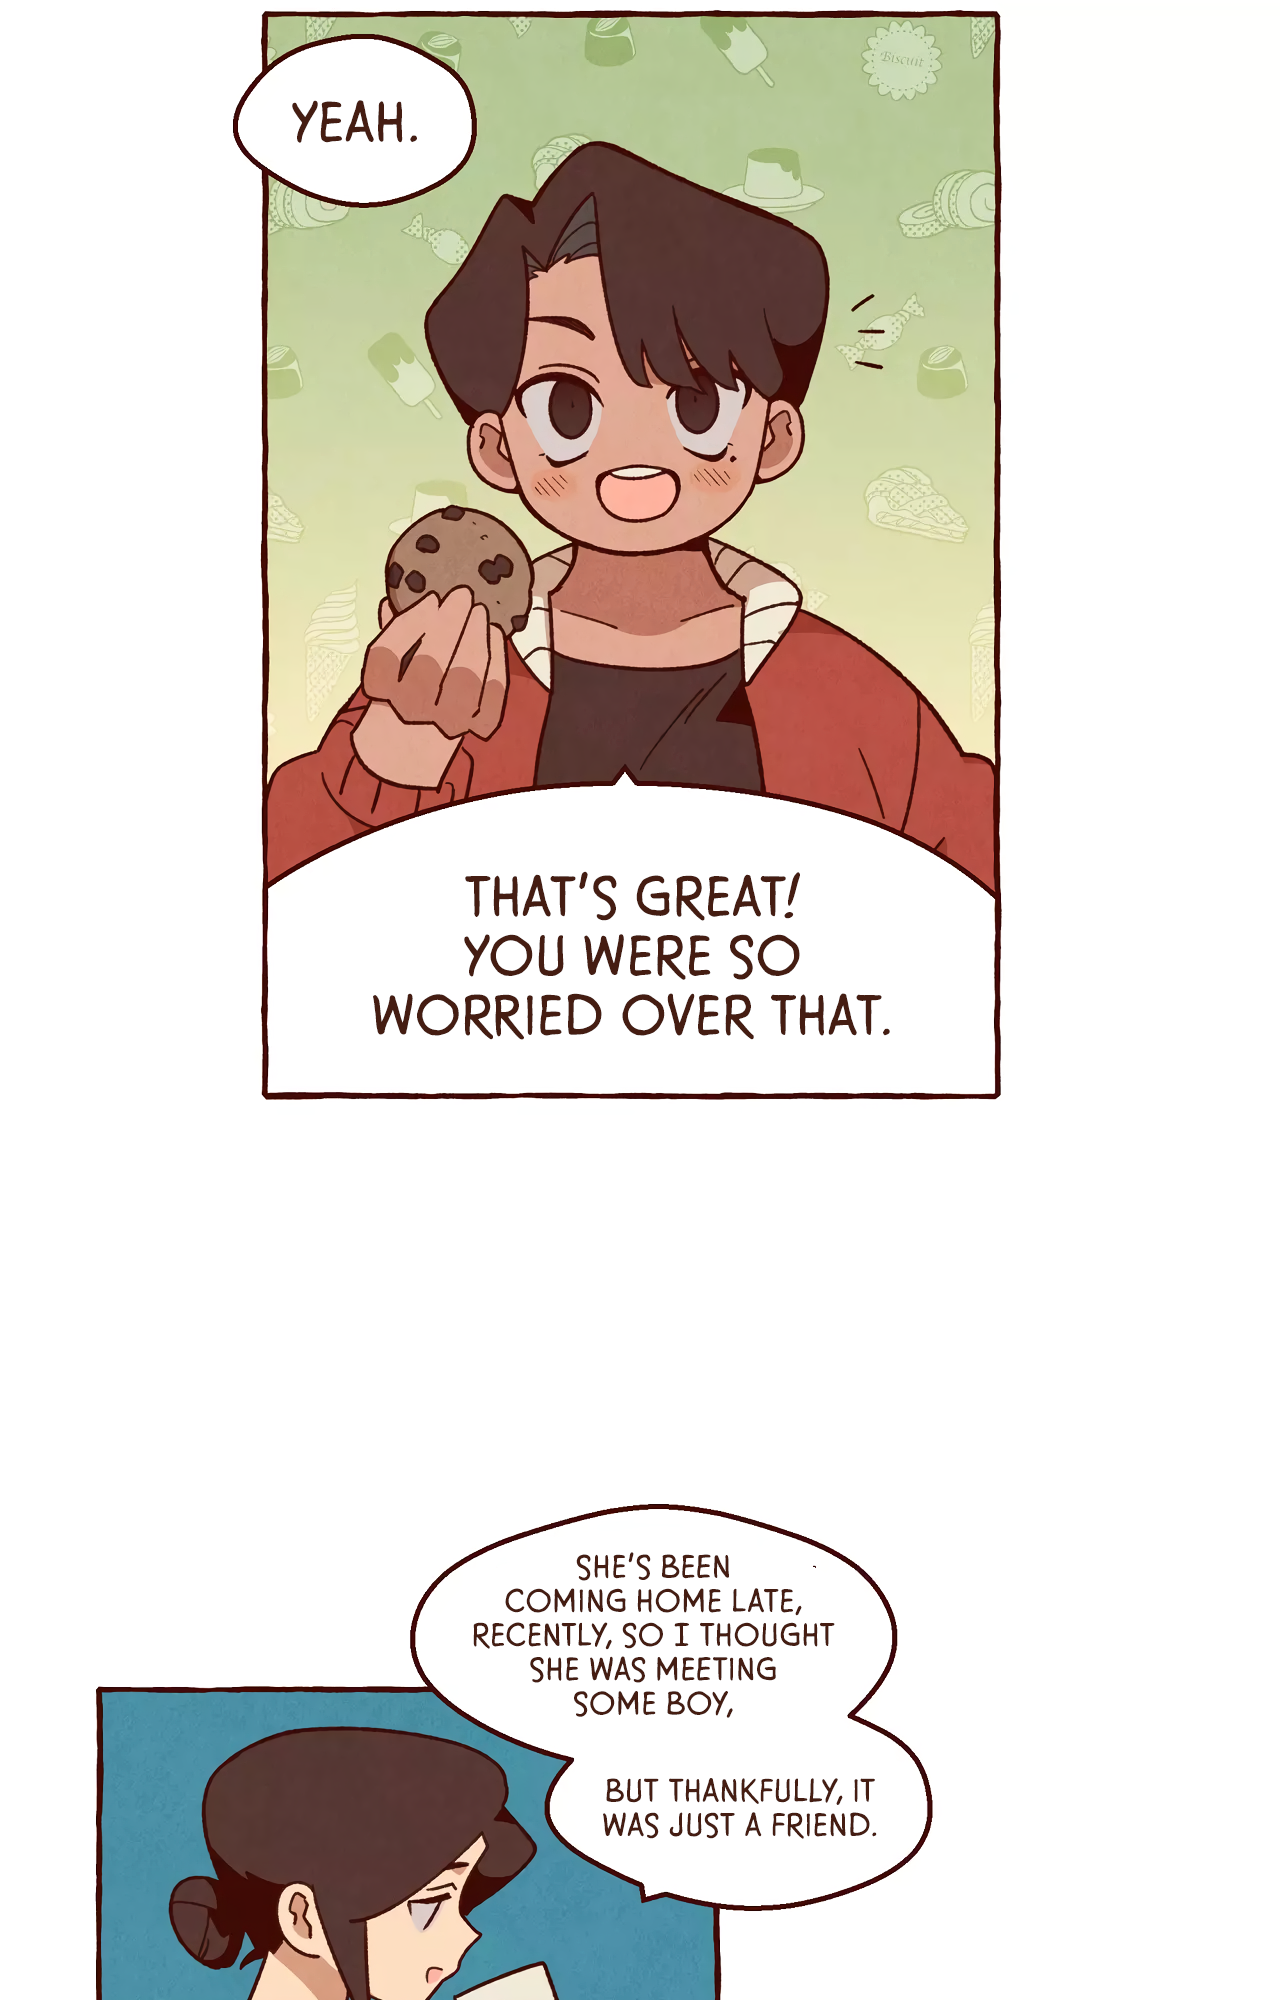 Biscuit
YEAH.
THAT'S GREAT!
YOU WERE SO
WORRIED OVER THAT.
SHE'S BEEN
COMING HOME LATE,
RECENTLY, SO I THOUGHT
SHE WAS MEETING
SOME BOY,
BUT THANKFULLY, IT
WAS JUST A FRIEND.